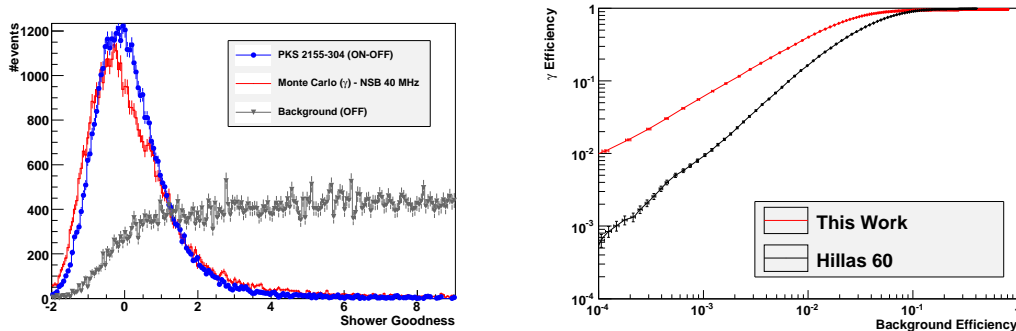 #events
1200
1000
800
600
400
200
0
-2 0 2 4 6 8
Shower Goodness
PKS 2155-304 (ON-OFF)
Monte Carlo (γ) - NSB 40 MHz
Background (OFF)
γ Efficiency
1
10-1
10-2
10-3
10-4
10-4 10-3 10-2 10-1 1
Background Efficiency
This Work
Hillas 60